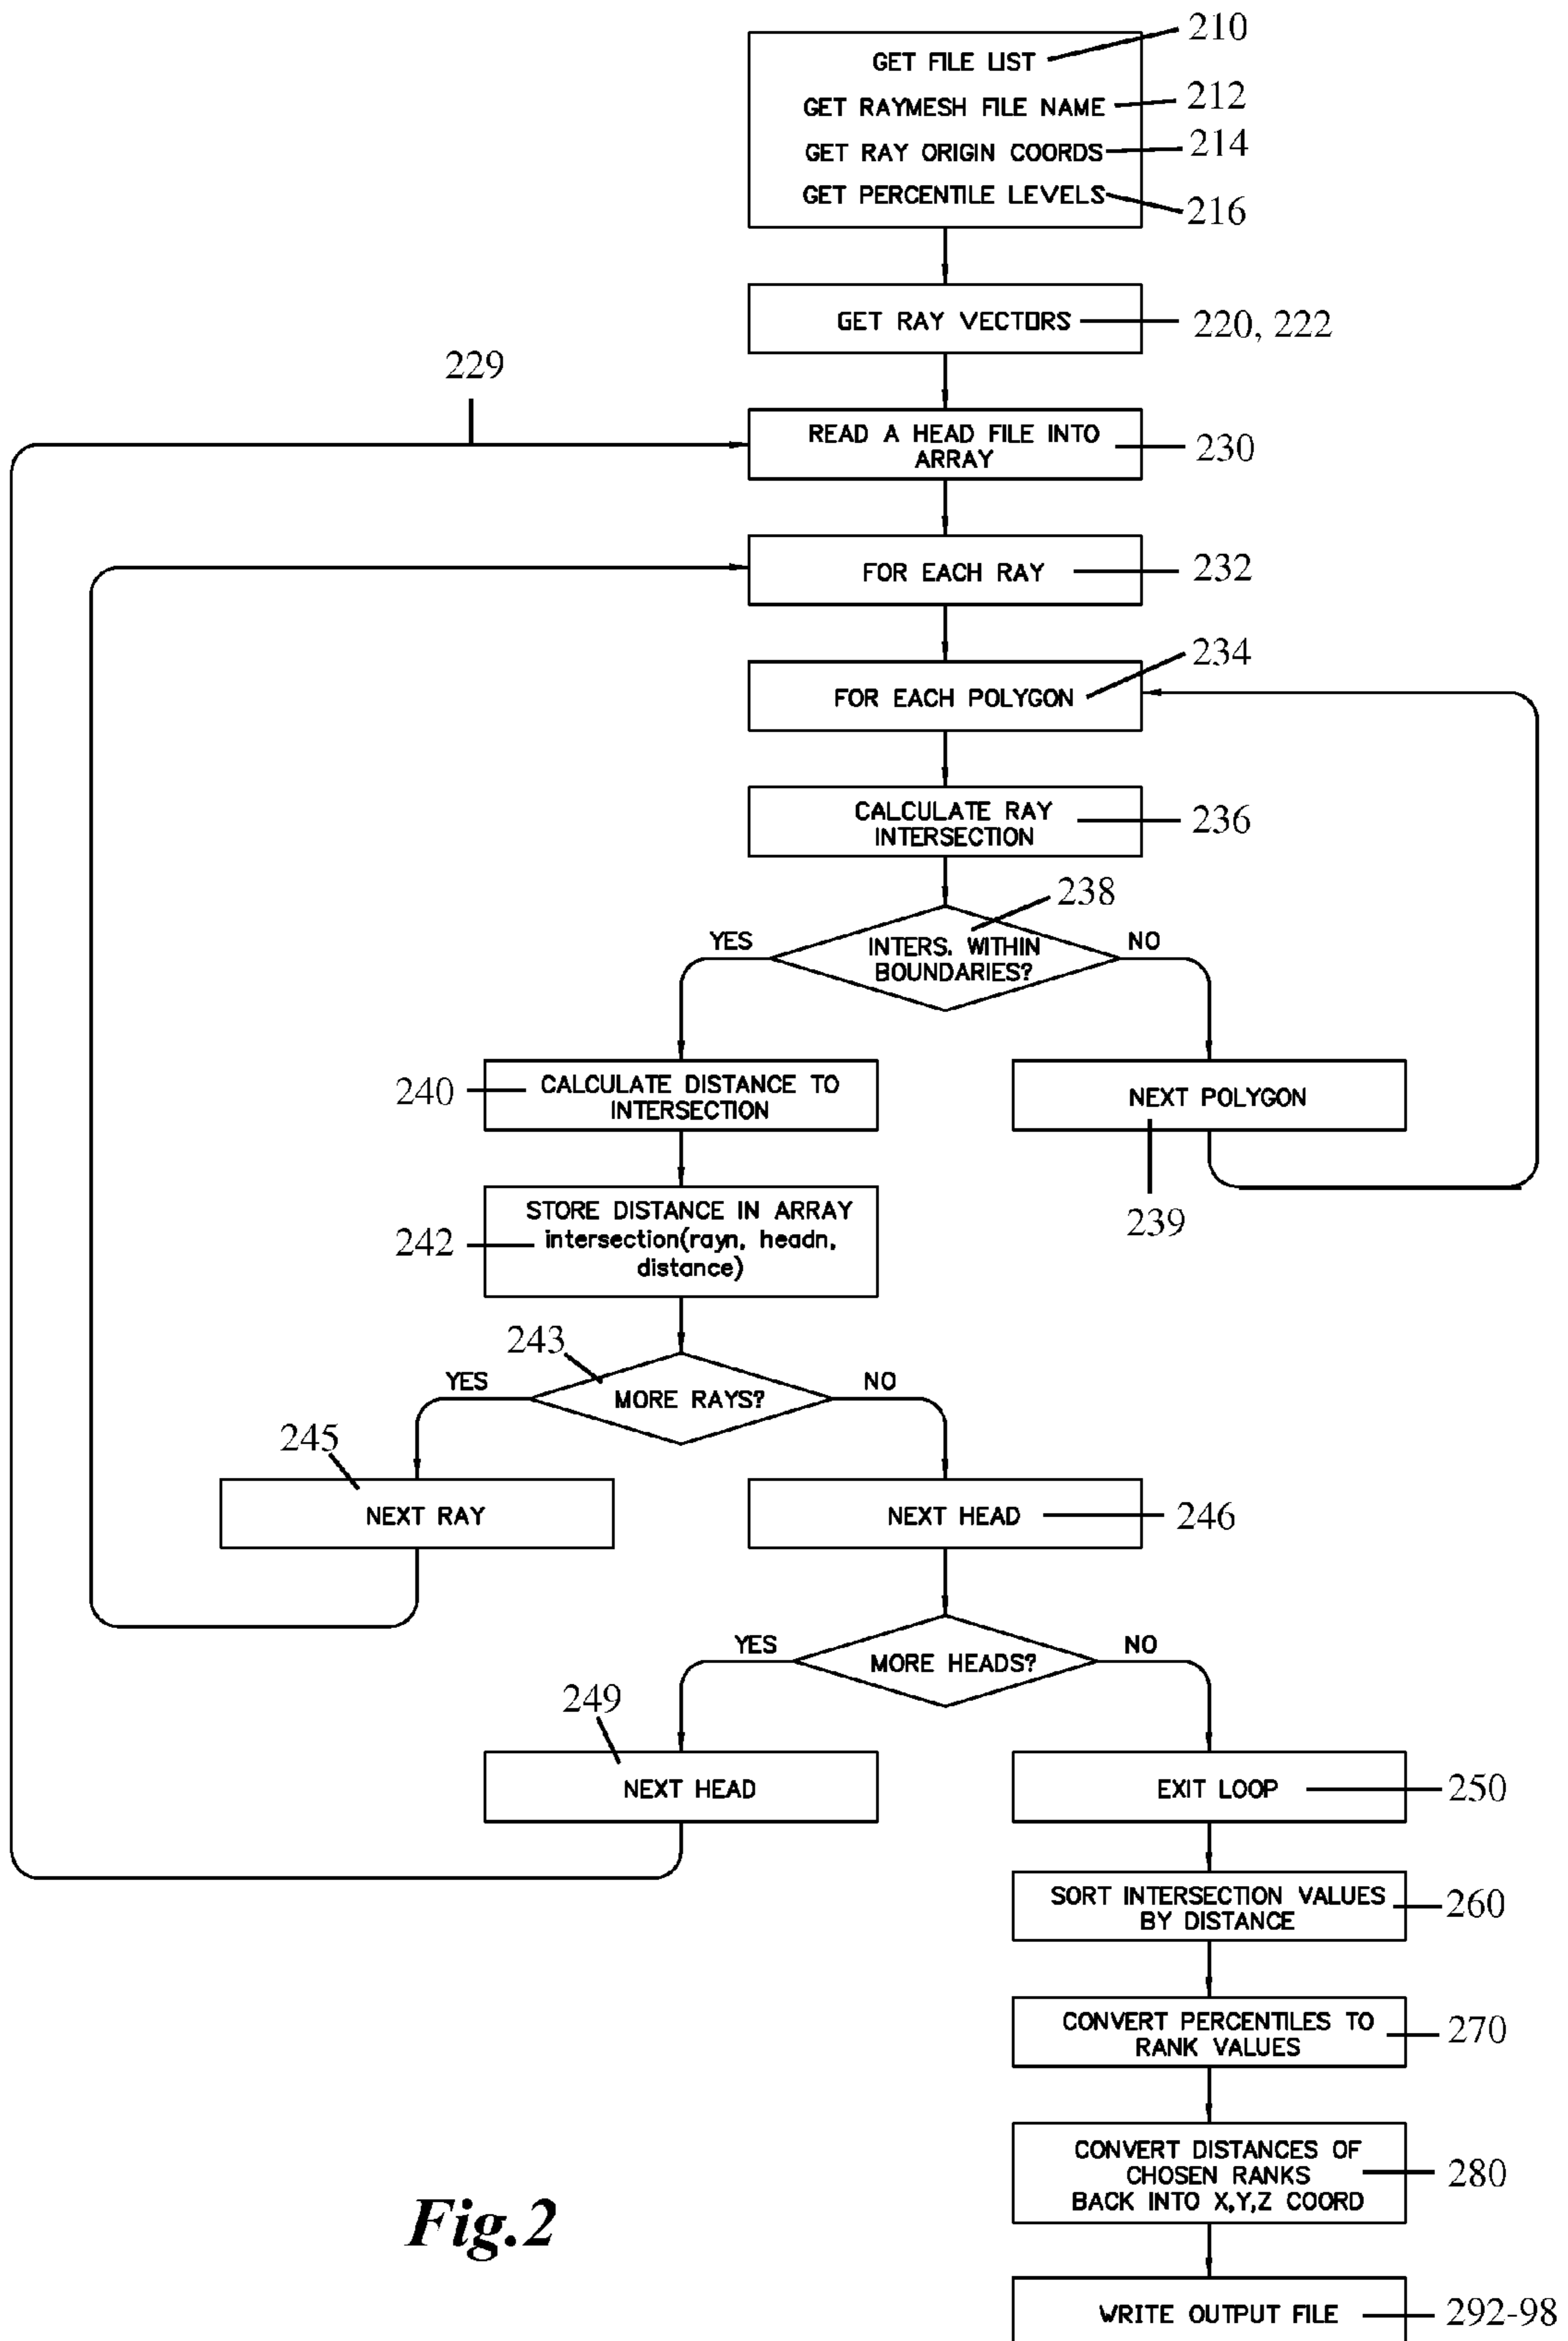 210
GET FILE LIST
GET RAYMESH FILE NAME
212
GET RAY ORIGIN COORDS
214
GET PERCENTILE LEVELS
216
GET RAY VECTORS
220, 222
229
READ A HEAD FILE INTO
ARRAY
230
FOR EACH RAY
232
234
FOR EACH POLYGON
CALCULATE RAY
INTERSECTION
236
238
YES
INTERS. WITHIN
BOUNDARIES?
NO
240
CALCULATE DISTANCE TO
INTERSECTION
NEXT POLYGON
239
242
STORE DISTANCE IN ARRAY
intersection(rayn, headn,
distance)
243
YES
MORE RAYS?
NO
245
NEXT RAY
NEXT HEAD
246
YES
MORE HEADS?
NO
249
NEXT HEAD
EXIT LOOP
250
SORT INTERSECTION VALUES
BY DISTANCE
260
CONVERT PERCENTILES TO
RANK VALUES
270
CONVERT DISTANCES OF
CHOSEN RANKS
BACK INTO X,Y,Z COORD
280
Fig.2
WRITE OUTPUT FILE
292-98